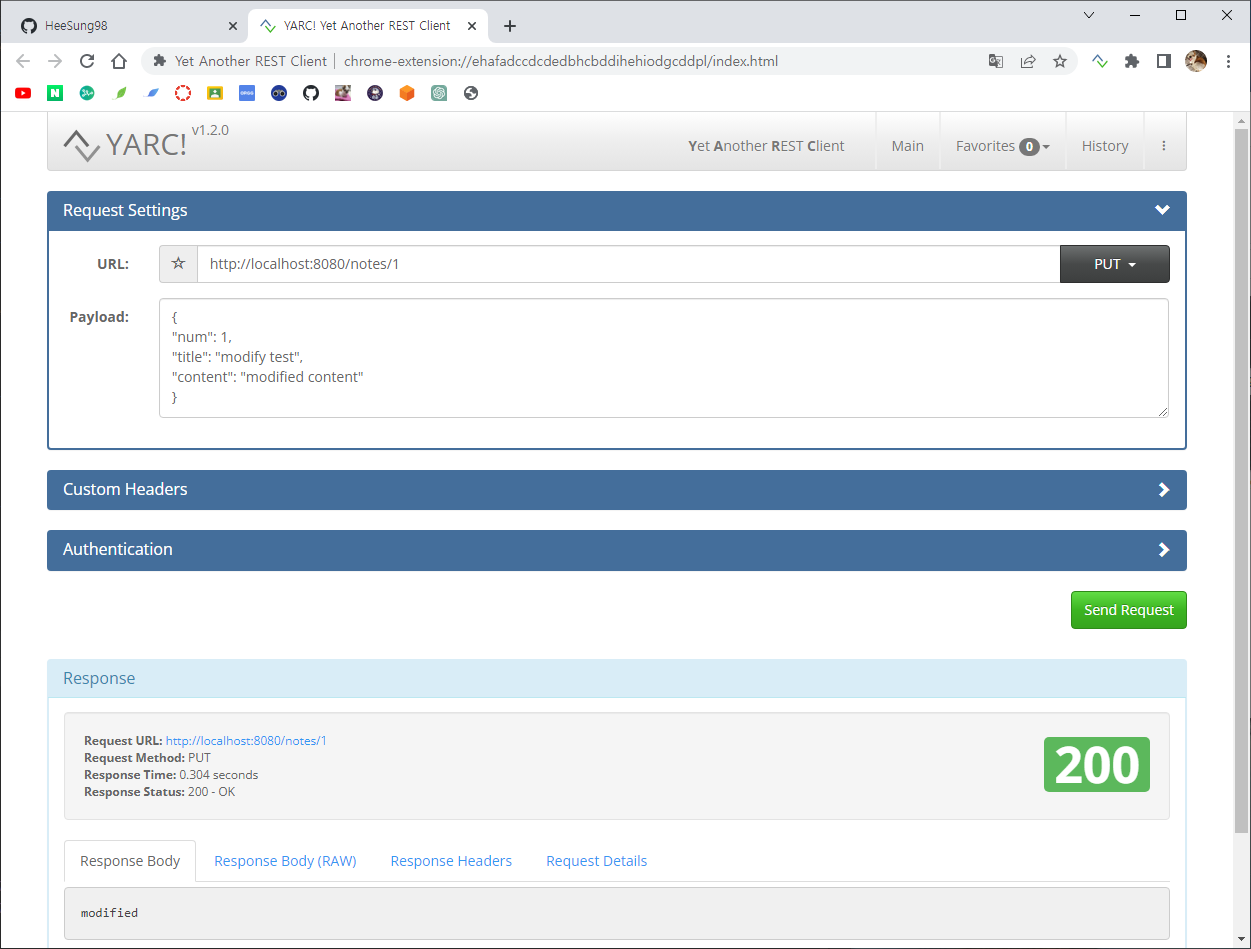 HeeSung98
YARC! Yet Another REST Client
Yet Another REST Client | chrome-extension://ehafadccdcdedbhcbddihehiodgcddpl/index.html
YARC! v1.2.0
Yet Another REST Client
Main
Favorites 0
History
Request Settings
URL:
http://localhost:8080/notes/1
PUT
Payload:
{
"num": 1,
"title": "modify test",
"content": "modified content"
}
Custom Headers
Authentication
Send Request
Response
Request URL: http://localhost:8080/notes/1
Request Method: PUT
Response Time: 0.304 seconds
Response Status: 200 - OK
200
Response Body
Response Body (RAW)
Response Headers
Request Details
modified